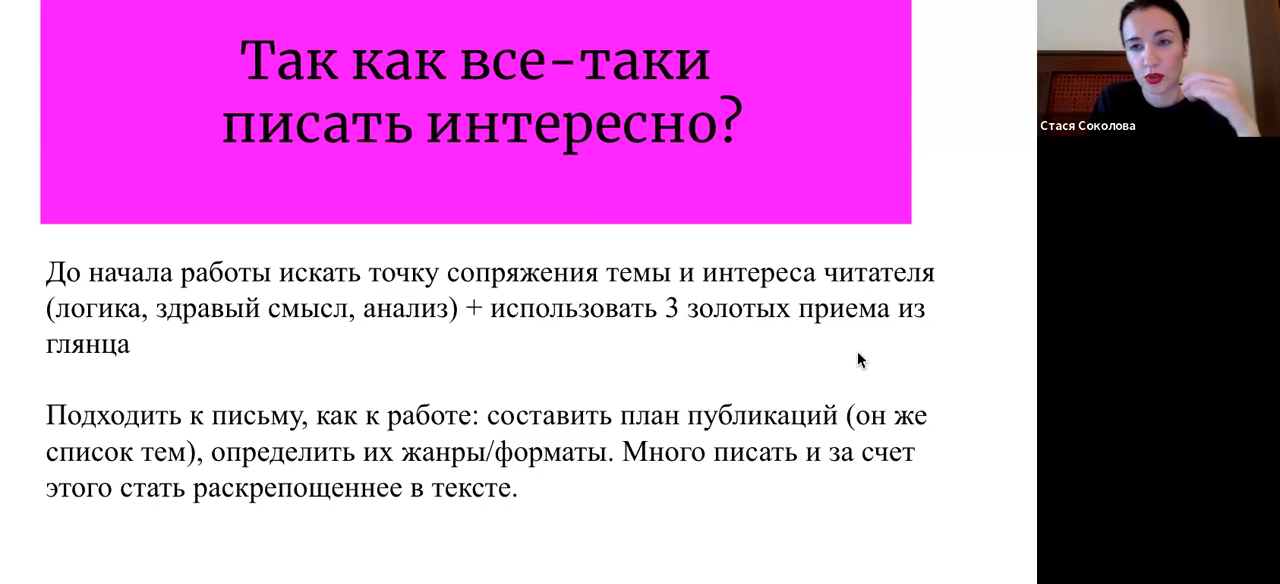 Так как все-таки
писать интересно?
Стася Соколова
До начала работы искать точку сопряжения темы и интереса читателя
(логика, здравый смысл, анализ) + использовать 3 золотых приема из
глянца
Подходить к письму, как к работе: составить план публикаций (он же
список тем), определить их жанры/форматы. Много писать и за счет
этого стать раскрепощеннее в тексте.